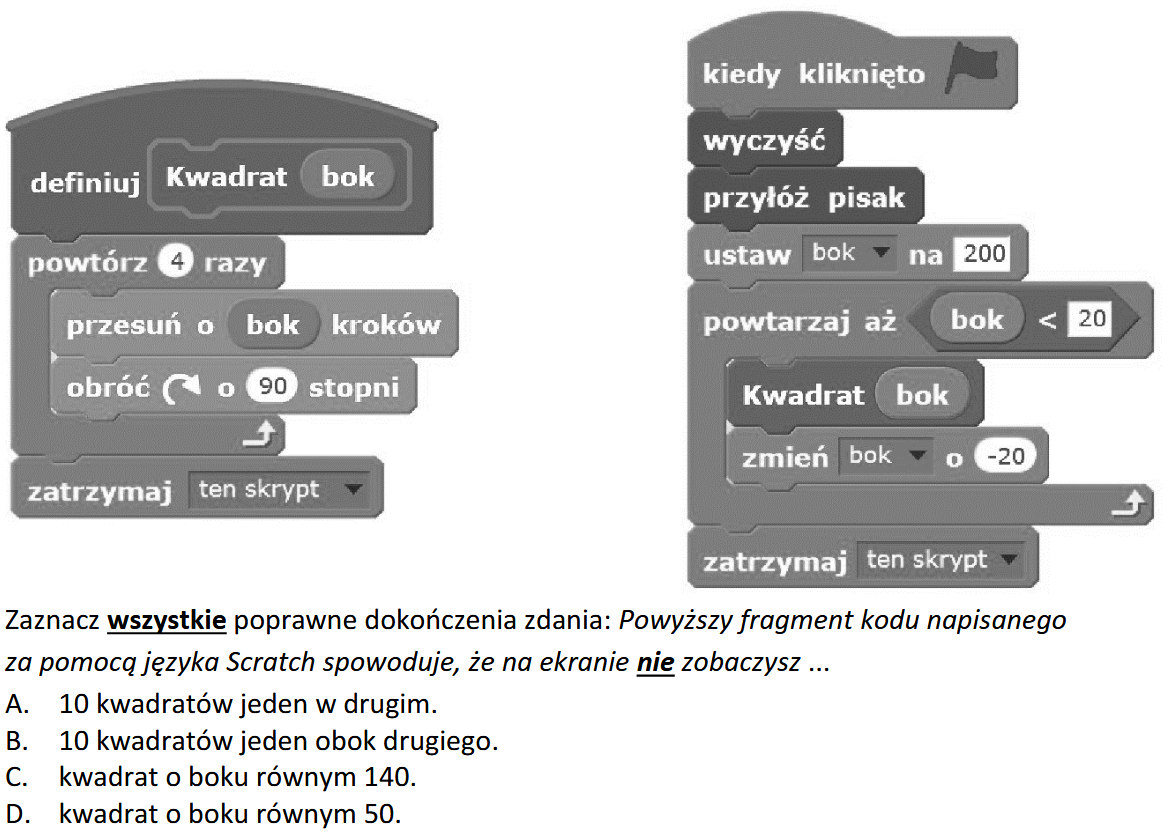 definiuj Kwadrat bok
powtórz 4 razy
przesuń o bok kroków
obróć o 90 stopni
zatrzymaj ten skrypt
kiedy kliknięto
wyczyść
przyłóż pisak
ustaw bok na 200
powtarzaj aż bok < 20
Kwadrat bok
zmień bok o -20
zatrzymaj ten skrypt
Zaznacz wszystkie poprawne dokończenia zdania: Powyższy fragment kodu napisanego
za pomocą języka Scratch spowoduje, że na ekranie nie zobaczysz ...
A. 10 kwadratów jeden w drugim.
B. 10 kwadratów jeden obok drugiego.
C. kwadrat o boku równym 140.
D. kwadrat o boku równym 50.